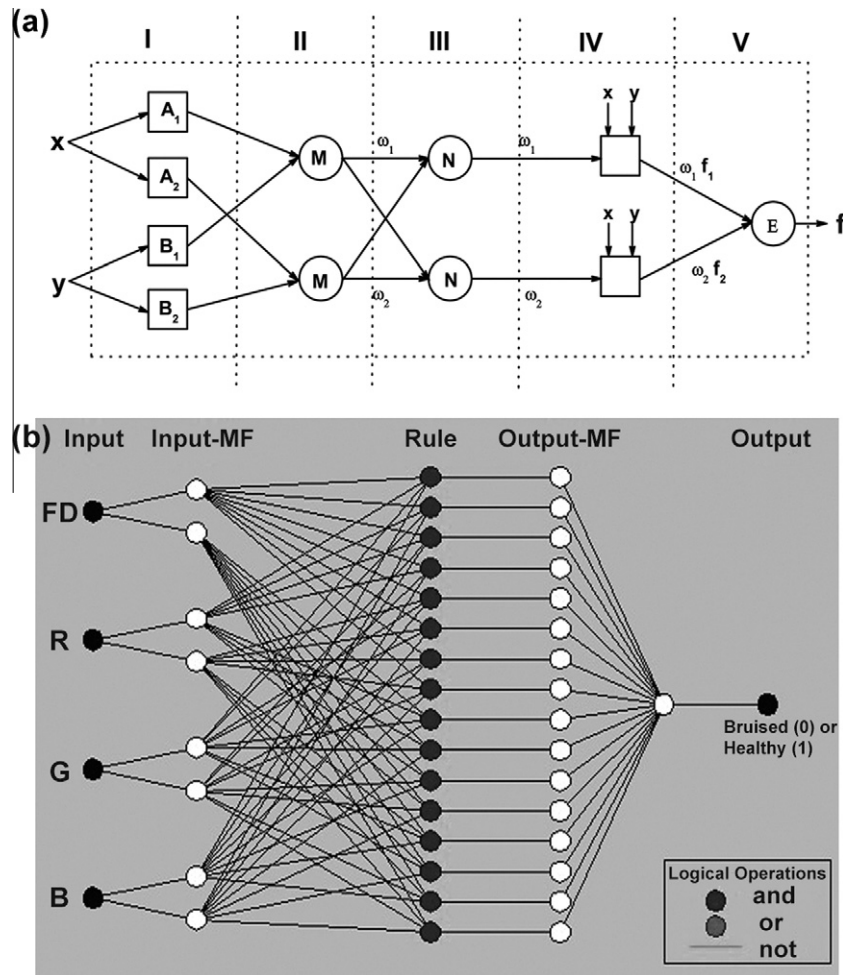 (a)
I II III IV V
x y
A1
x ω1 ω1
M N ω1 f1
A2
E f
B1
x y
y M N ω2 f2
B2 ω2 ω2
(b) Input Input-MF Rule Output-MF Output
FD
R
Bruised (0) or
Healthy (1)
G
B
Logical Operations
and
or
not